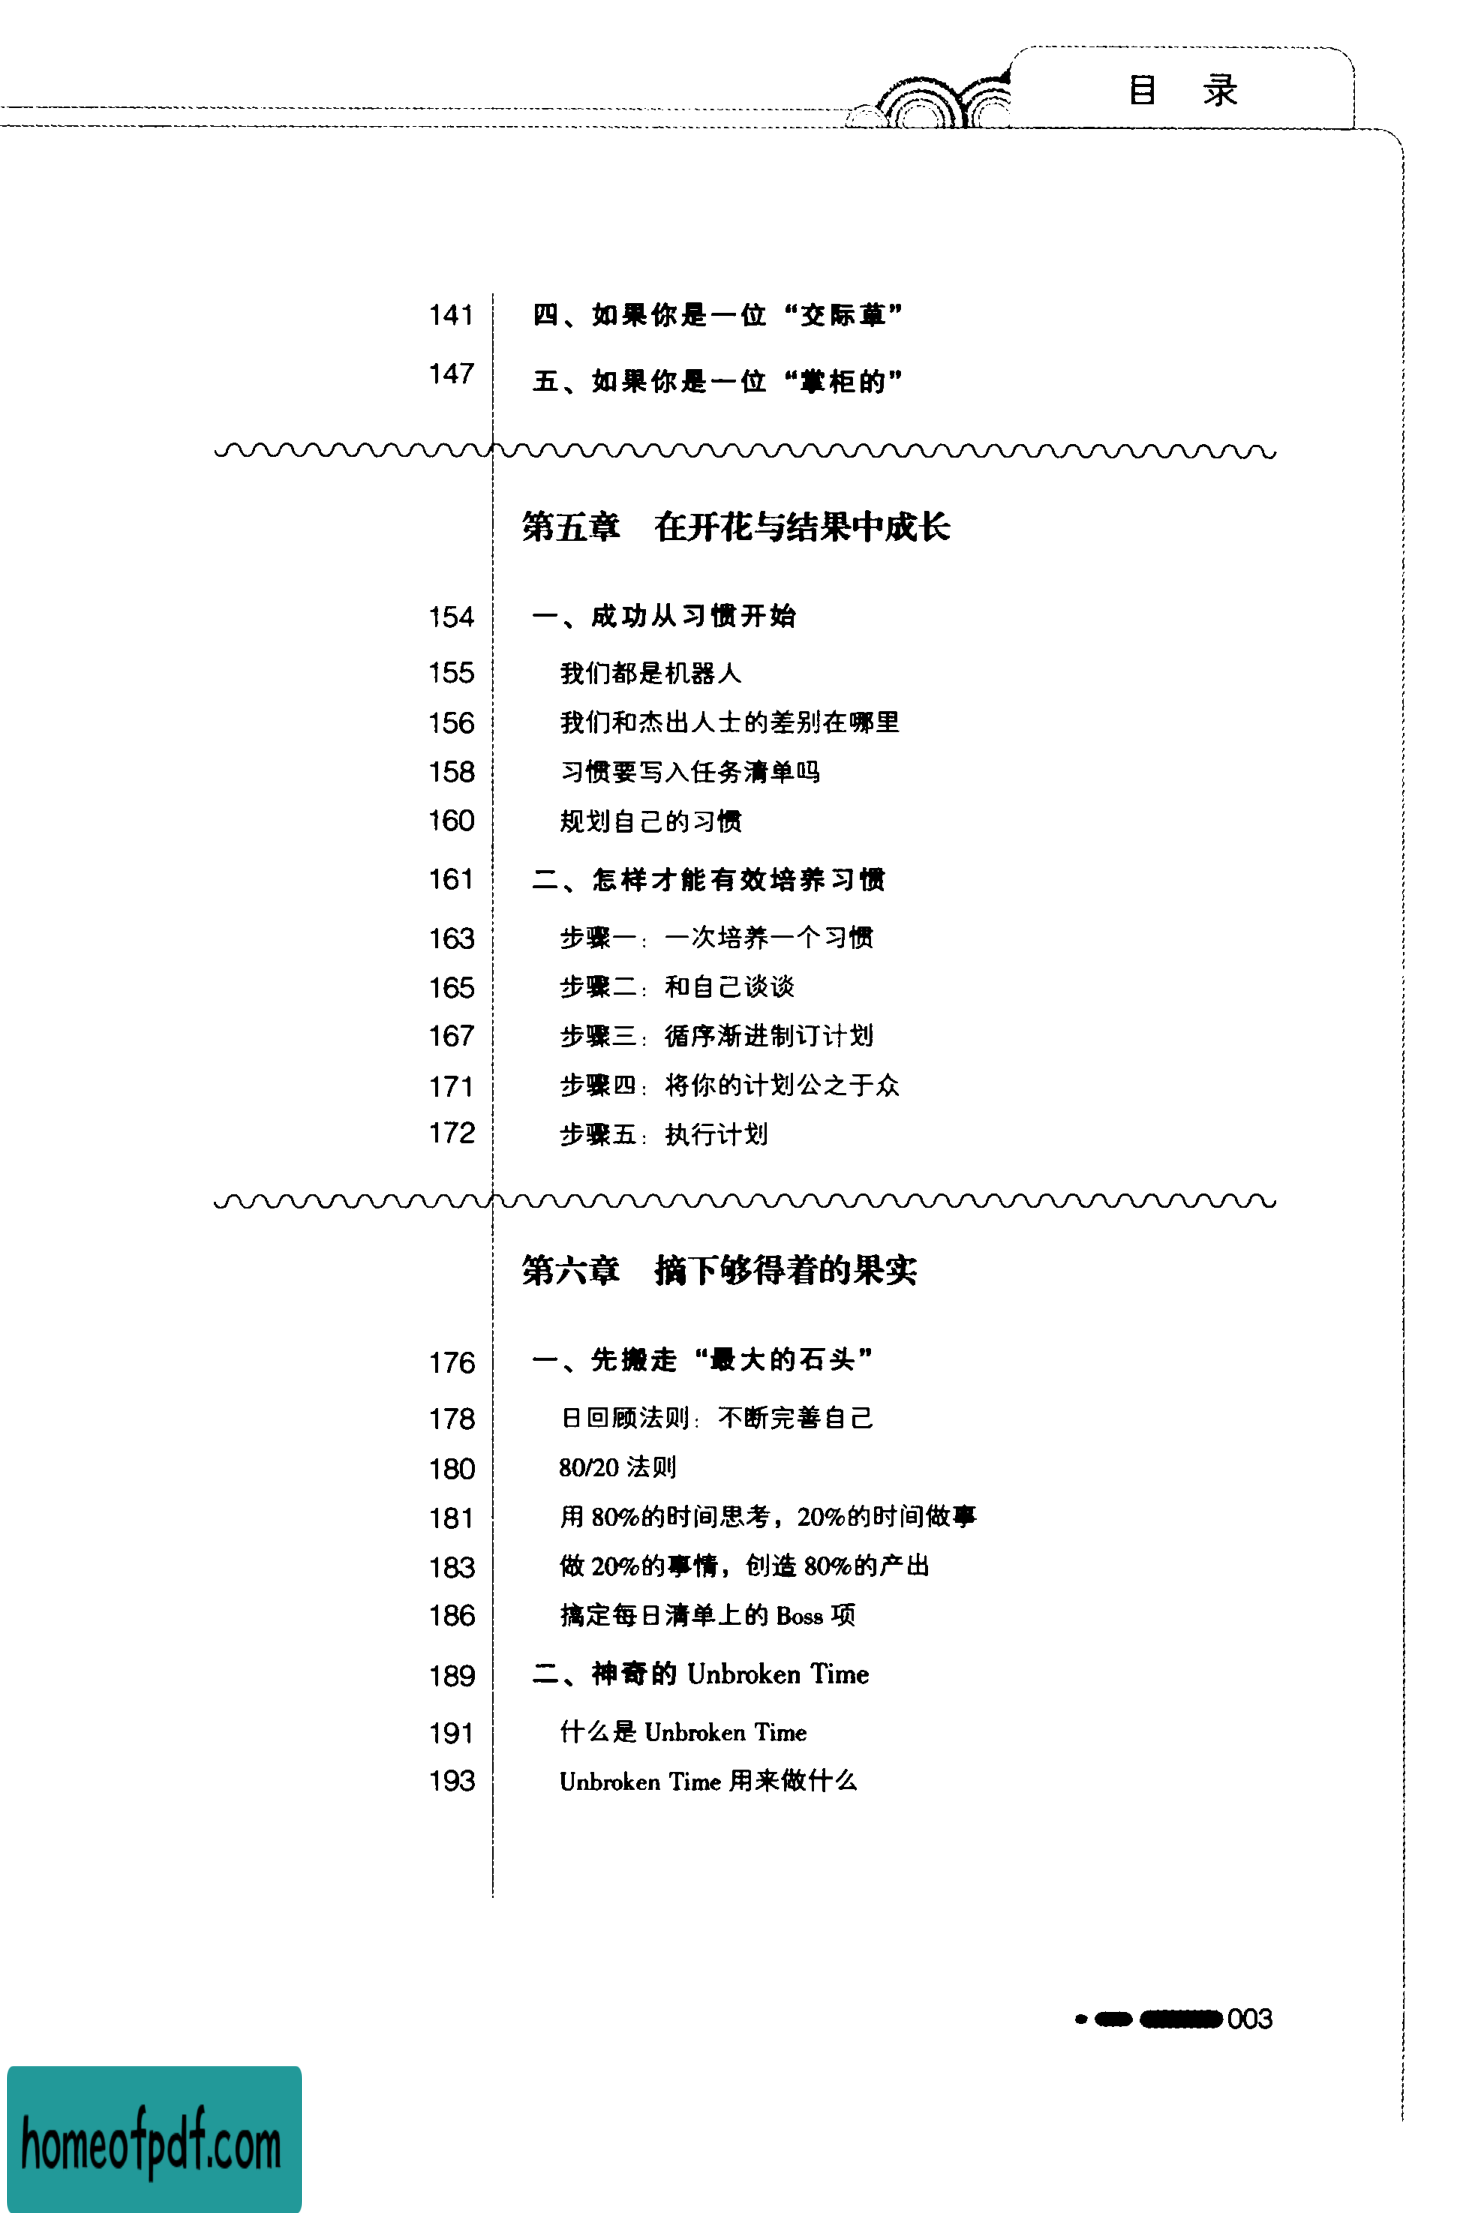 目 录
141 四、如果你是一位“交际草”
147 五、如果你是一位“掌柜的”
第五章 在开花与结果中成长
154 一、成功从习惯开始
155 我们都是机器人
156 我们和杰出人士的差别在哪里
158 习惯要写入任务清单吗
160 规划自己的习惯
161 二、怎样才能有效培养习惯
163 步骤一：一次培养一个习惯
165 步骤二：和自己谈谈
167 步骤三：循序渐进制订计划
171 步骤四：将你的计划公之于众
172 步骤五：执行计划
第六章 摘下够得着的果实
176 一、先搬走“最大的石头”
178 日回顾法则：不断完善自己
180 80/20 法则
181 用 80%的时间思考，20%的时间做事
183 做 20%的事情，创造 80%的产出
186 搞定每日清单上的 Boss 项
189 二、神奇的 Unbroken Time
191 什么是 Unbroken Time
193 Unbroken Time 用来做什么
003
homeofpdf.com